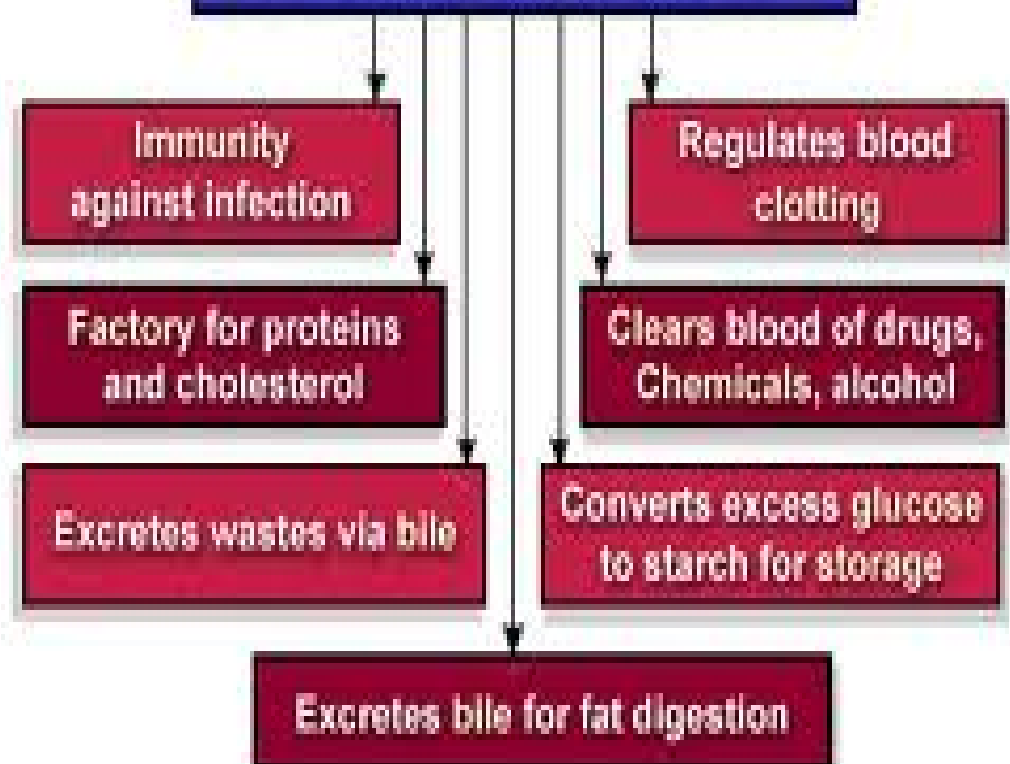 Immunity
against infection
Regulates blood
clotting
Factory for proteins
and cholesterol
Clears blood of drugs,
Chemicals, alcohol
Excretes wastes via bile
Converts excess glucose
to starch for storage
Excretes bile for fat digestion